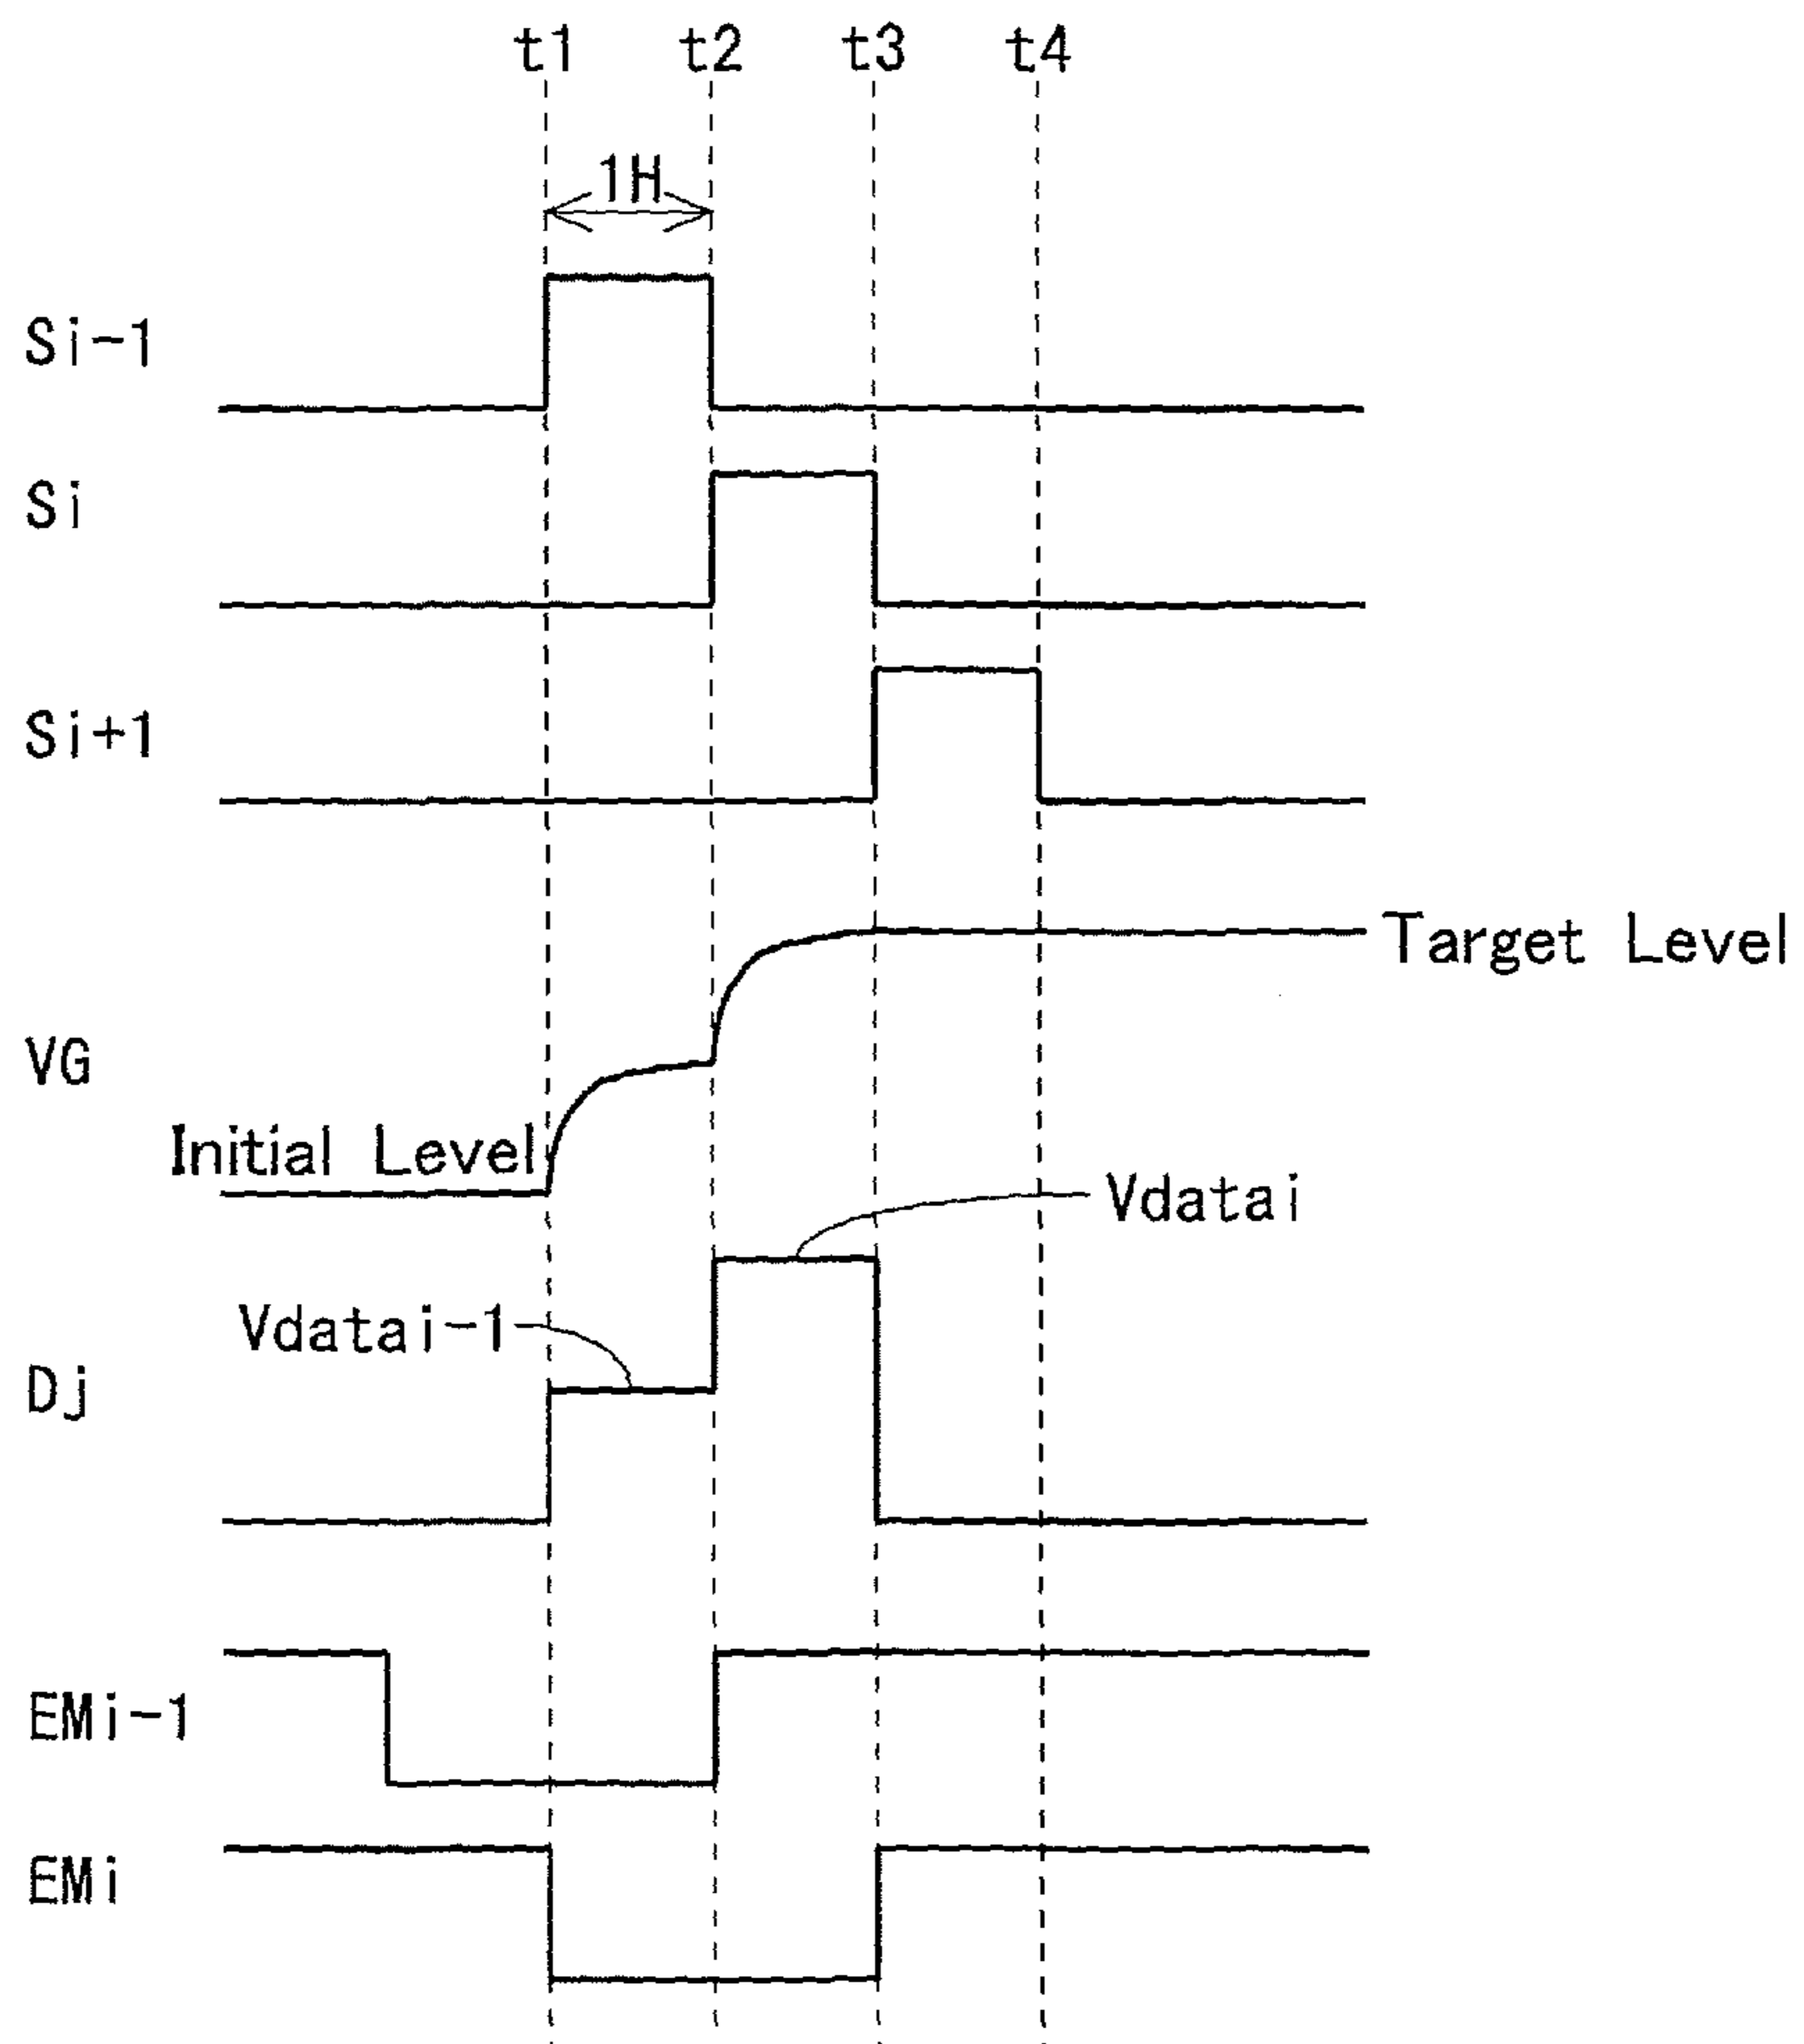 t1 t2 t3 t4
1H
Si-1
Si
Si+1
Target Level
VG
Initial Level
Vdatai
Vdatai-1
Dj
EMi-1
EMi